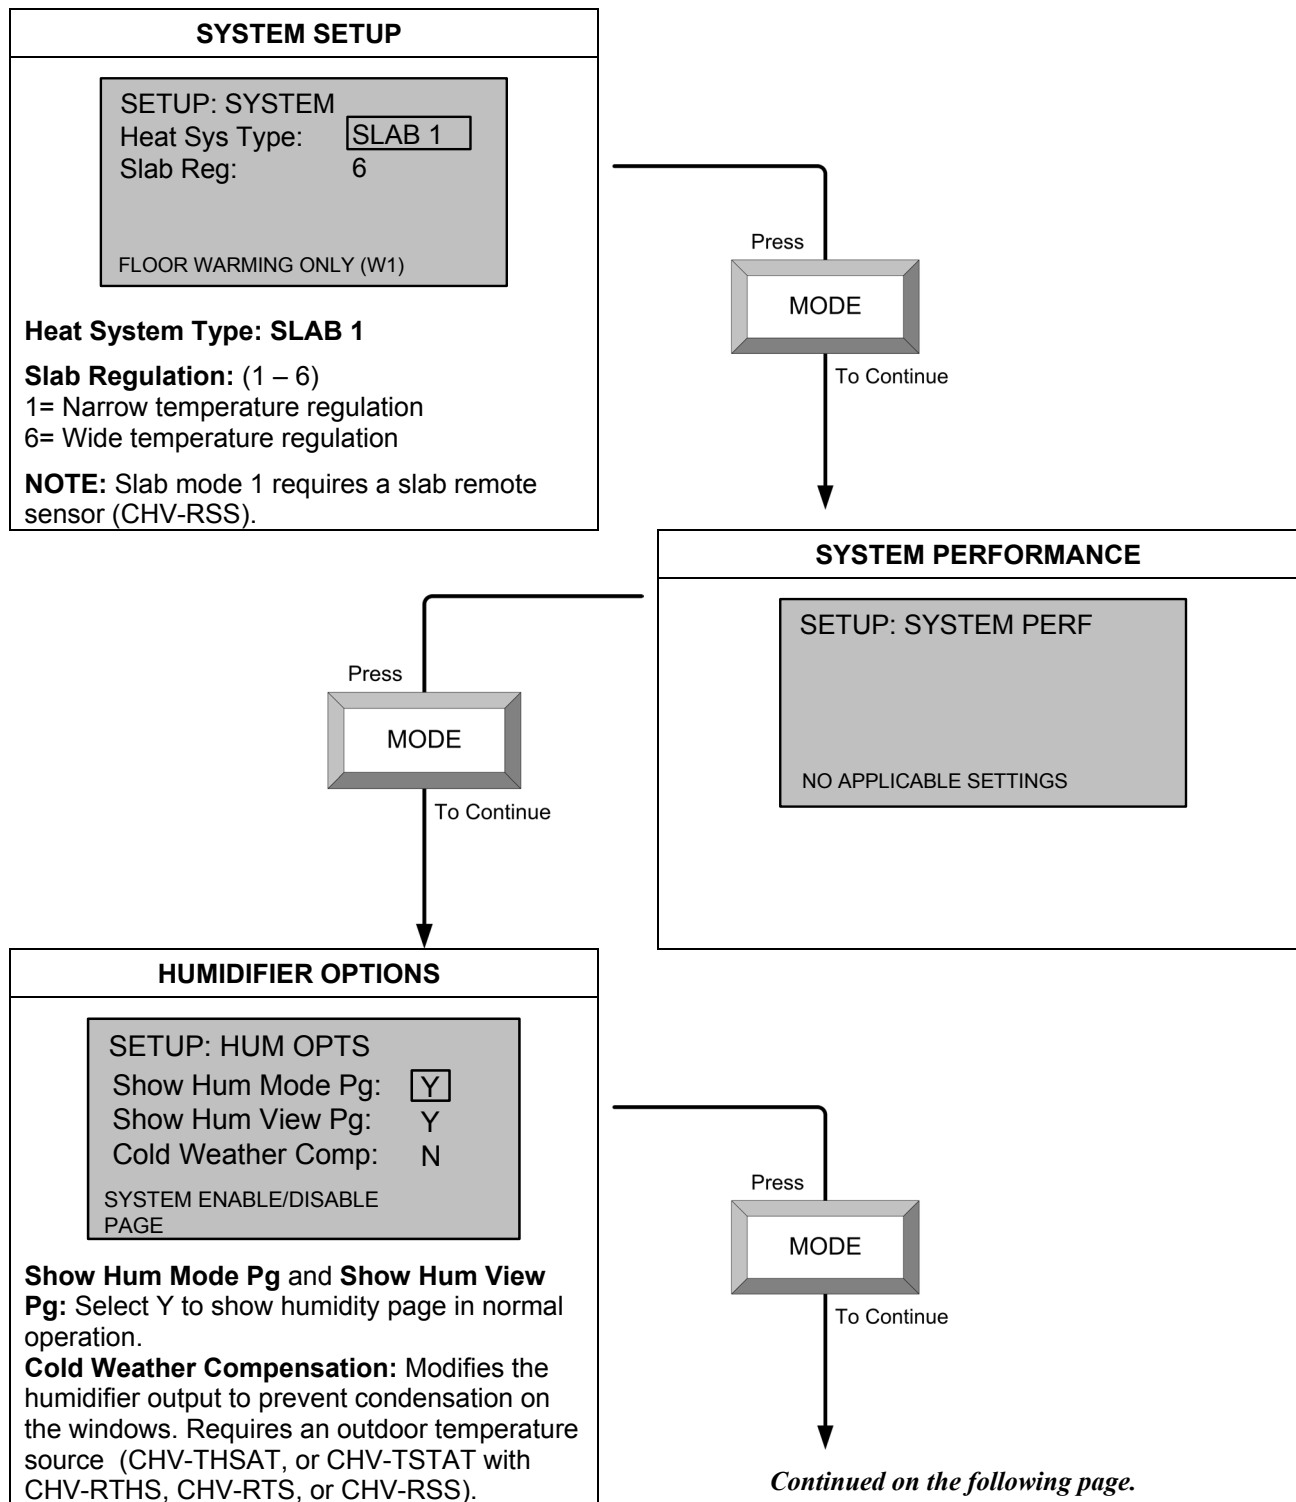 SYSTEM SETUP
SETUP: SYSTEM
Heat Sys Type: SLAB 1
Slab Reg: 6
FLOOR WARMING ONLY (W1)
Heat System Type: SLAB 1
Slab Regulation: (1 – 6)
1= Narrow temperature regulation
6= Wide temperature regulation
NOTE: Slab mode 1 requires a slab remote
sensor (CHV-RSS).
Press
MODE
To Continue
SYSTEM PERFORMANCE
SETUP: SYSTEM PERF
NO APPLICABLE SETTINGS
Press
MODE
To Continue
HUMIDIFIER OPTIONS
SETUP: HUM OPTS
Show Hum Mode Pg: Y
Show Hum View Pg: Y
Cold Weather Comp: N
SYSTEM ENABLE/DISABLE
PAGE
Show Hum Mode Pg and Show Hum View
Pg: Select Y to show humidity page in normal
operation.
Cold Weather Compensation: Modifies the
humidifier output to prevent condensation on
the windows. Requires an outdoor temperature
source (CHV-THSAT, or CHV-TSTAT with
CHV-RTHS, CHV-RTS, or CHV-RSS).
Press
MODE
To Continue
Continued on the following page.